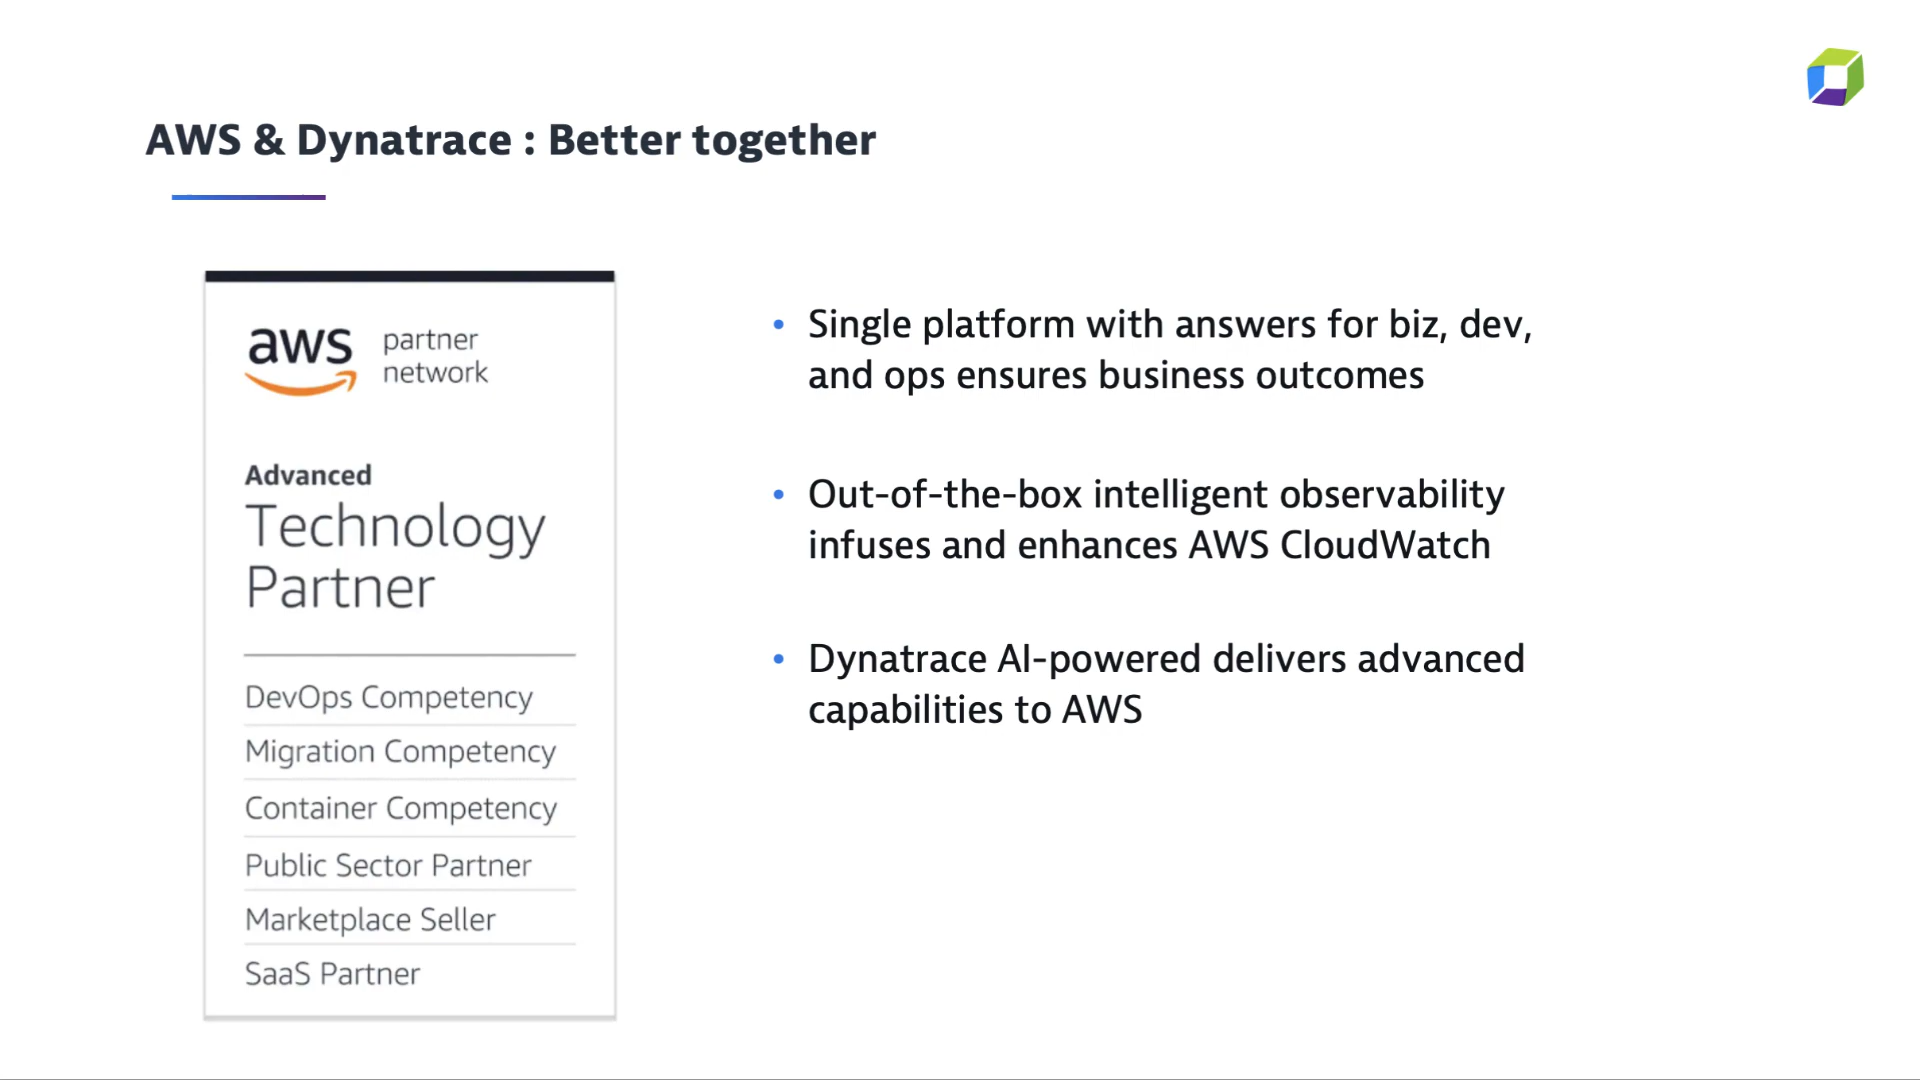 AWS & Dynatrace : Better together
aws partner
network
Advanced
Technology
Partner
DevOps Competency
Migration Competency
Container Competency
Public Sector Partner
Marketplace Seller
SaaS Partner
• Single platform with answers for biz, dev,
and ops ensures business outcomes
• Out-of-the-box intelligent observability
infuses and enhances AWS CloudWatch
• Dynatrace AI-powered delivers advanced
capabilities to AWS